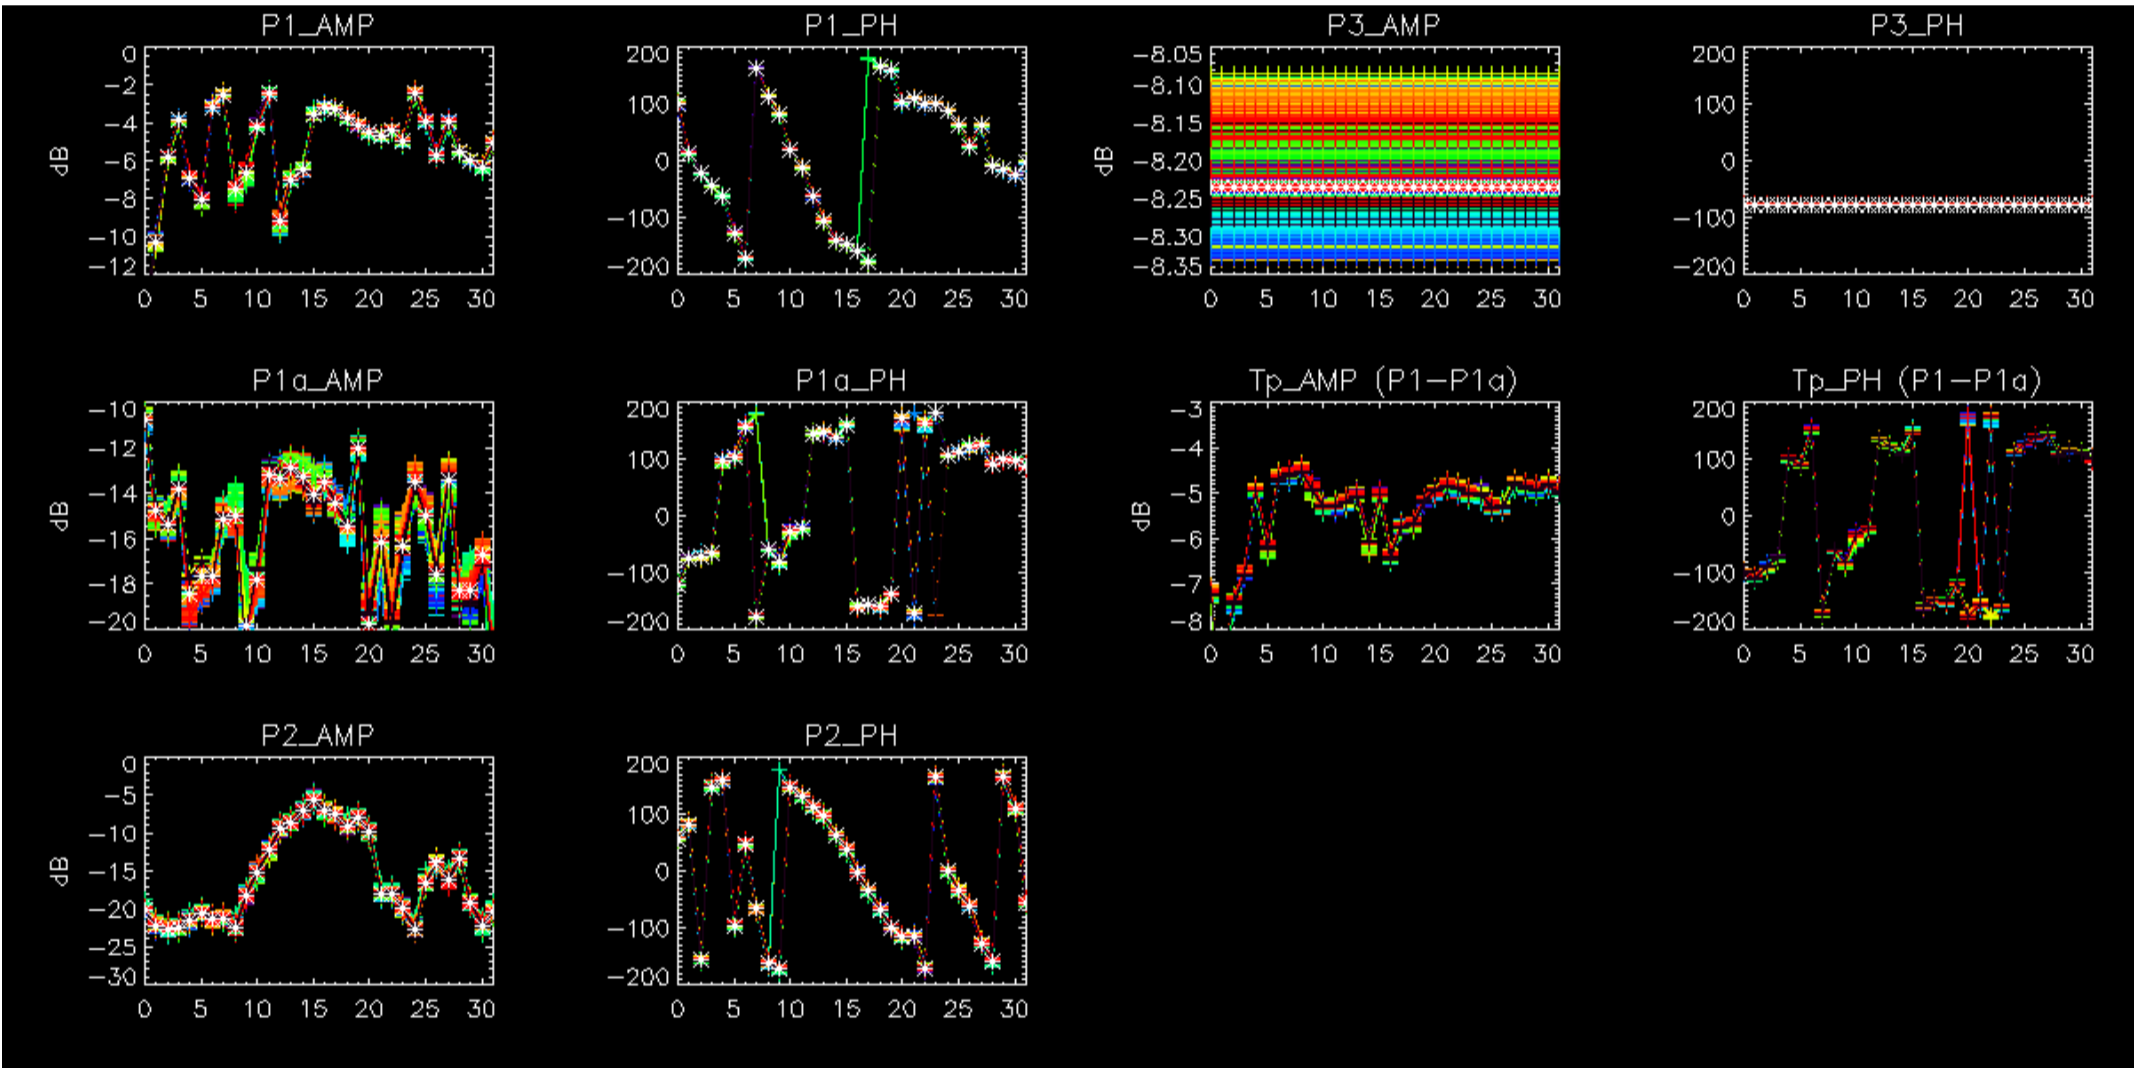 P1_AMP
P1_PH
P3_AMP
P3_PH
0
-2
-4
-6
-8
-10
-12
dB
0 5 10 15 20 25 30
200
100
0
-100
-200
0 5 10 15 20 25 30
-8.05
-8.10
-8.15
-8.20
-8.25
-8.30
-8.35
dB
0 5 10 15 20 25 30
200
100
0
-100
-200
0 5 10 15 20 25 30
P1a_AMP
P1a_PH
Tp_AMP (P1-P1a)
Tp_PH (P1-P1a)
-10
-12
-14
-16
-18
-20
dB
0 5 10 15 20 25 30
200
100
0
-100
-200
0 5 10 15 20 25 30
-3
-4
-5
-6
-7
-8
dB
0 5 10 15 20 25 30
200
100
0
-100
-200
0 5 10 15 20 25 30
P2_AMP
P2_PH
0
-5
-10
-15
-20
-25
-30
dB
0 5 10 15 20 25 30
200
100
0
-100
-200
0 5 10 15 20 25 30